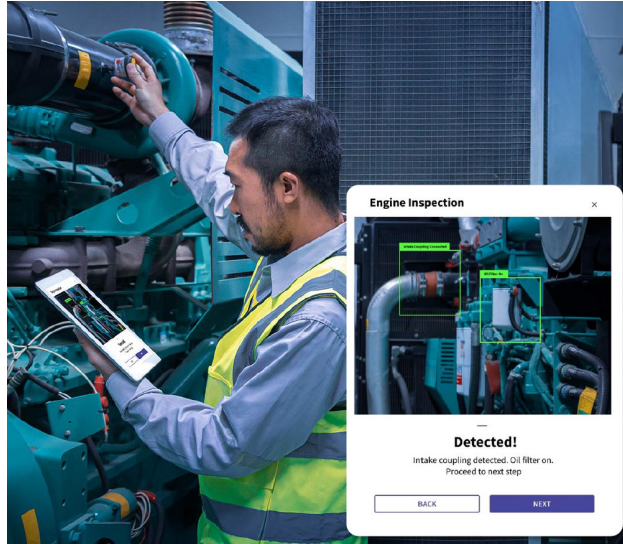 Engine Inspection
×
Intake Coupling Connected
Oil Filter On
Detected!
Intake coupling detected. Oil filter on.
Proceed to next step
BACK
NEXT